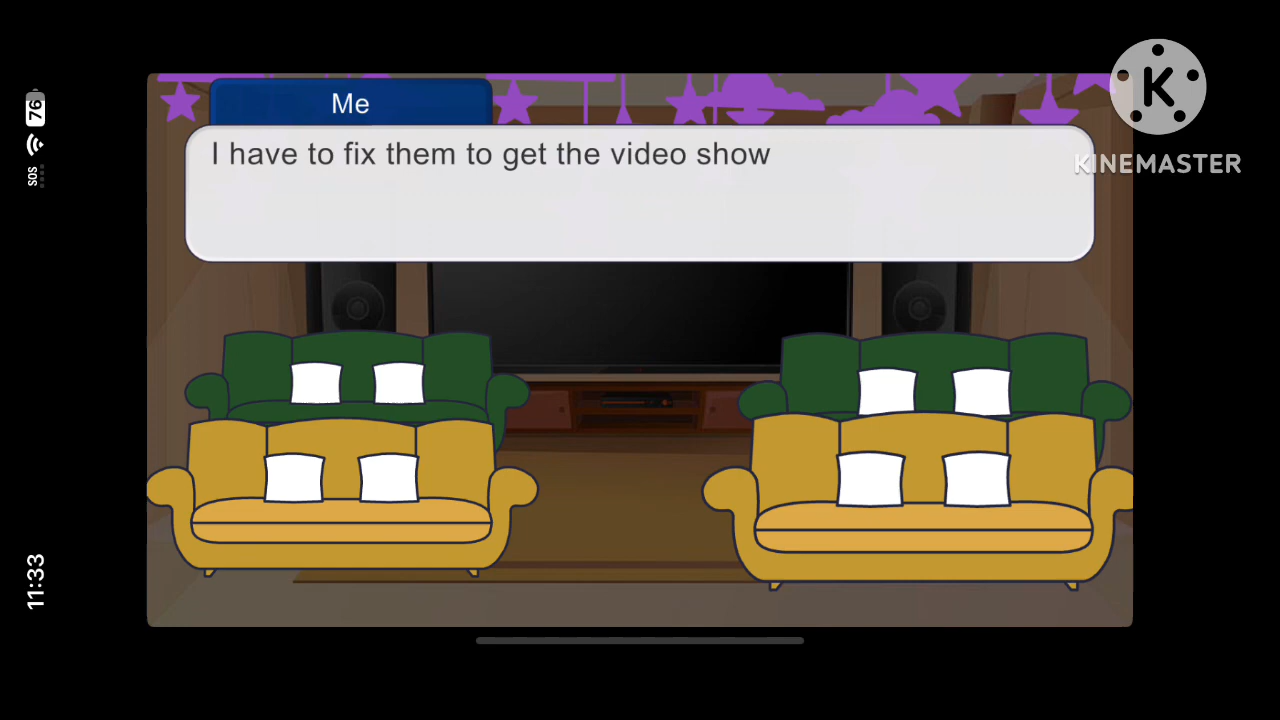 Me
I have to fix them to get the video show
K
KINEMASTER
76
SOS
11:33